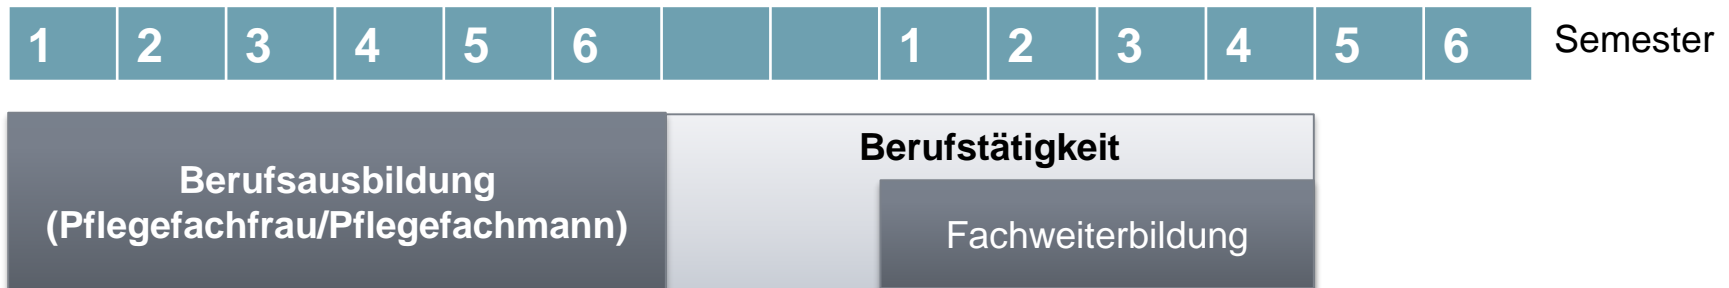 1 2 3 4 5 6 1 2 3 4 5 6 Semester
Berufstätigkeit
Berufsausbildung
(Pflegefachfrau/Pflegefachmann)
Fachweiterbildung